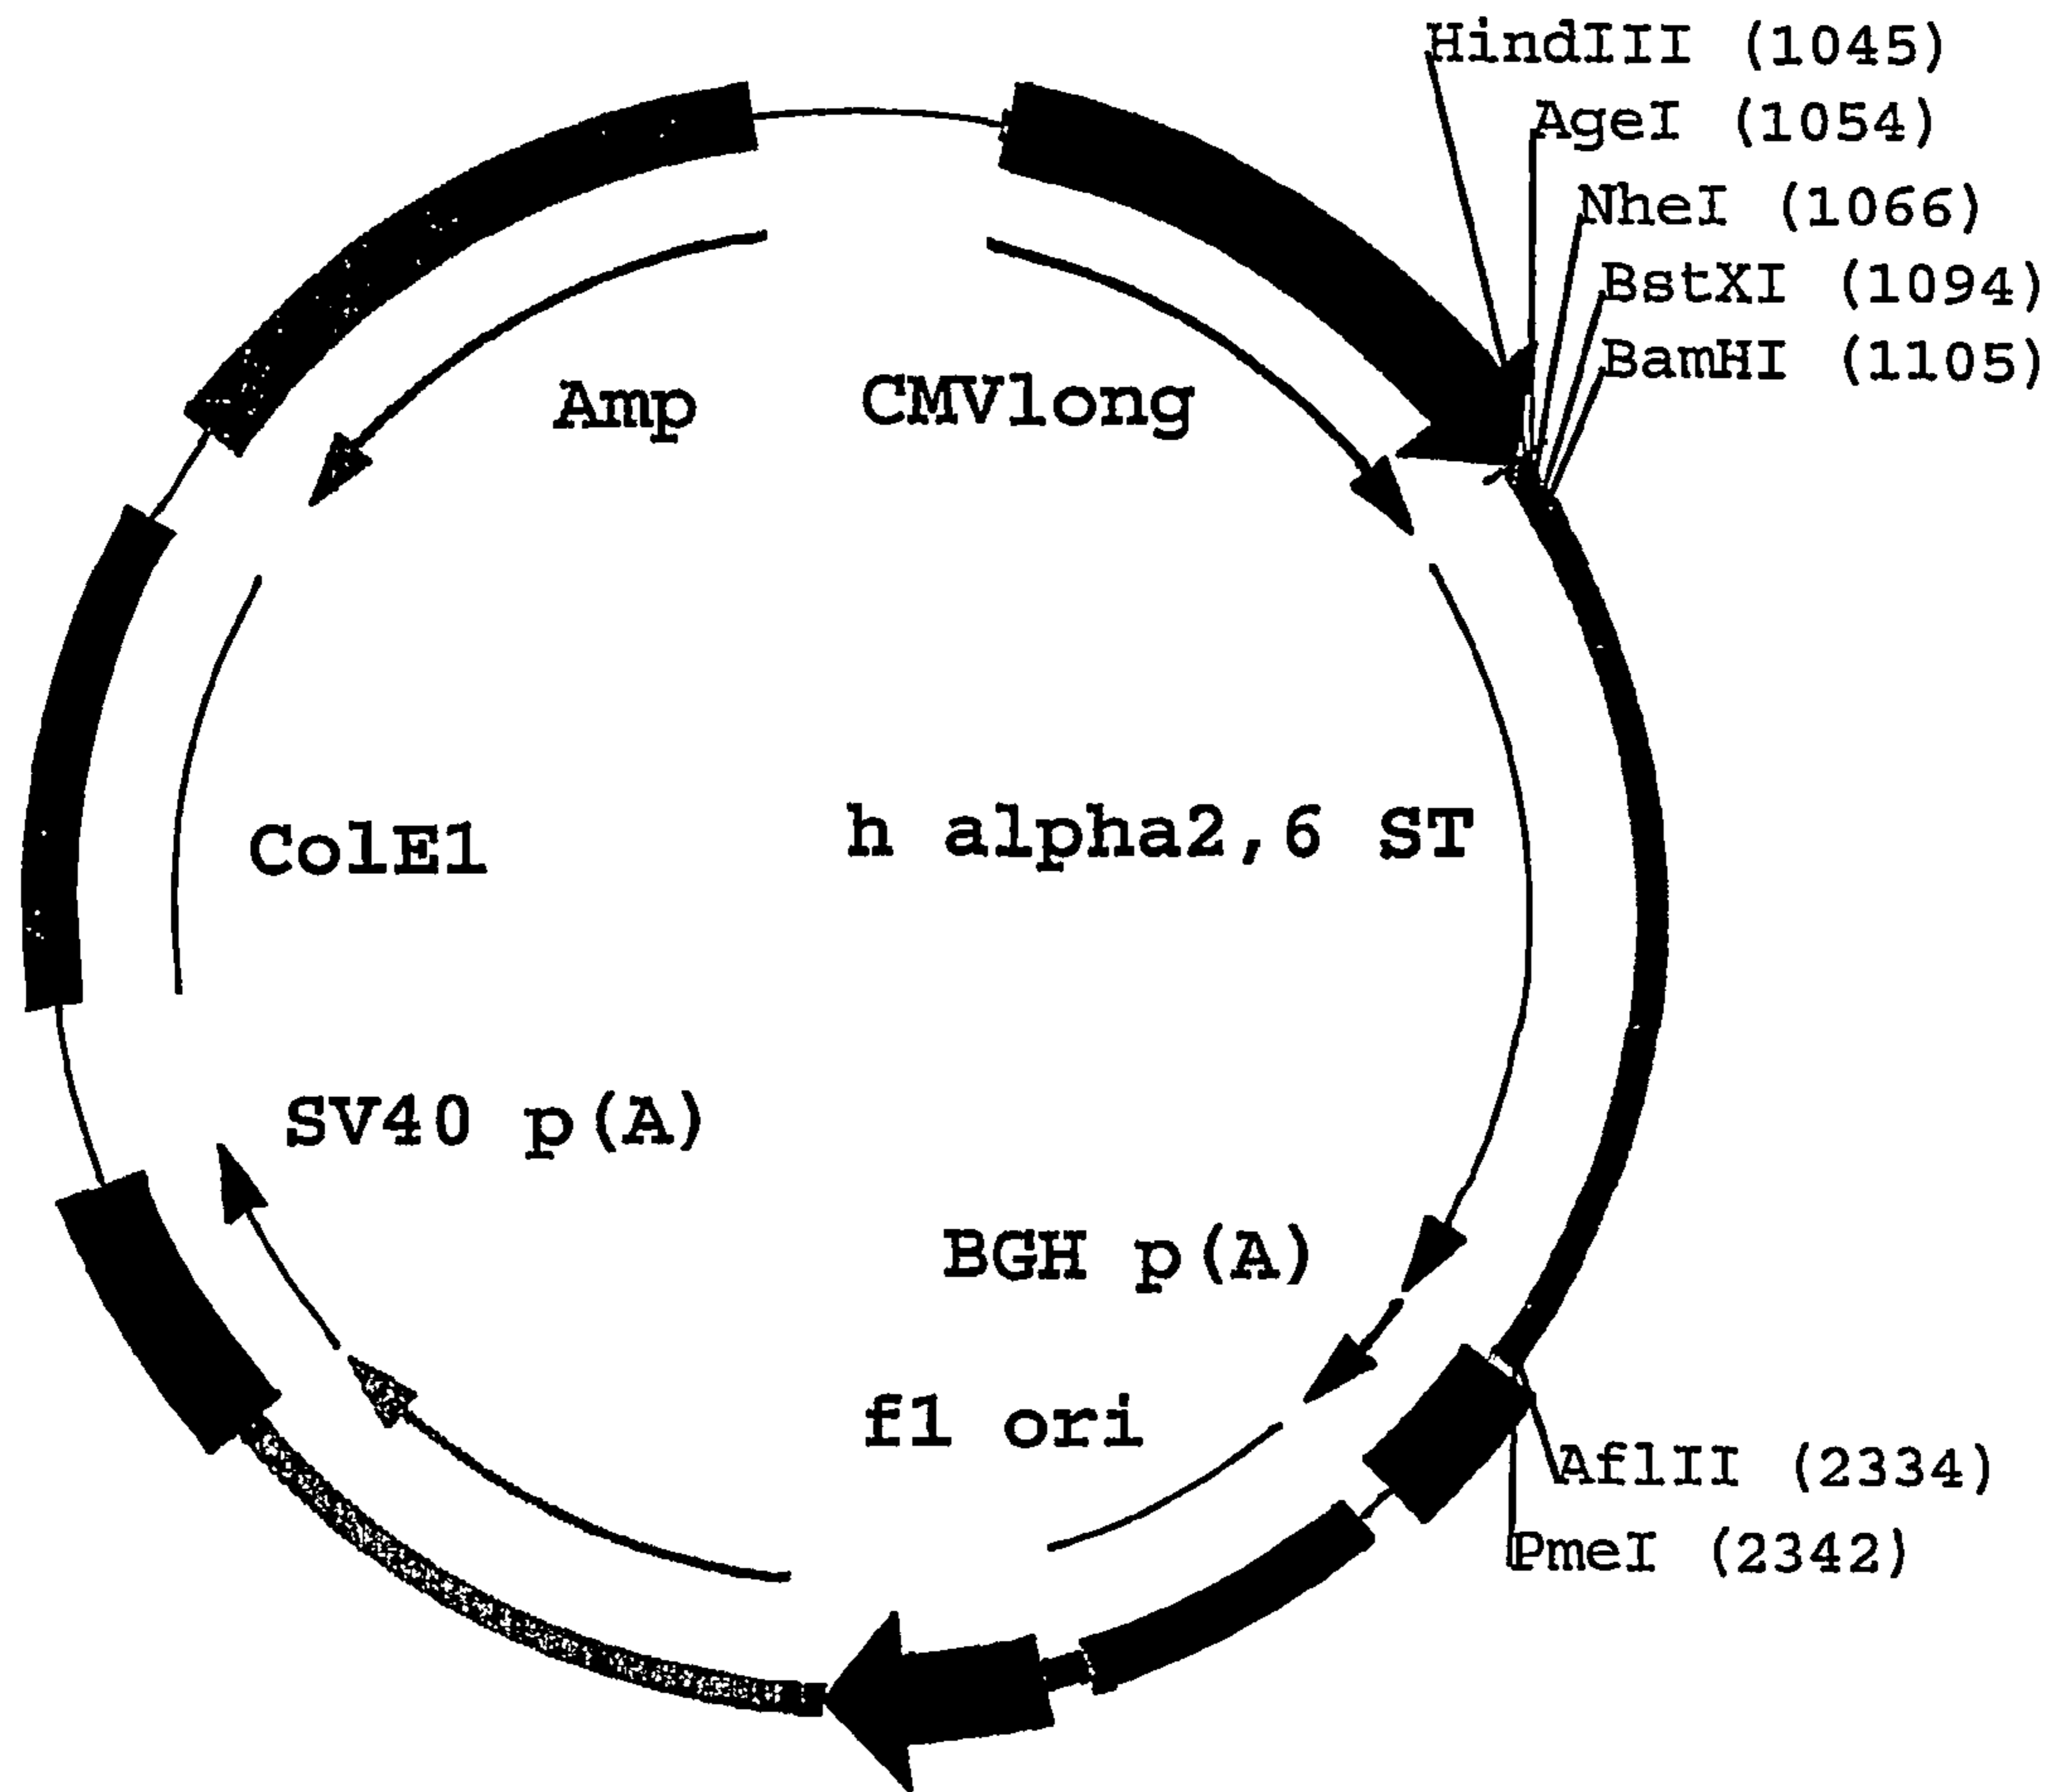 HindIII (1045)
AgeI (1054)
NheI (1066)
BstXI (1094)
BamHI (1105)
Amp
CMVlong
ColE1
h alpha2,6 ST
SV40 p(A)
BGH p(A)
f1 ori
AflII (2334)
PmeI (2342)